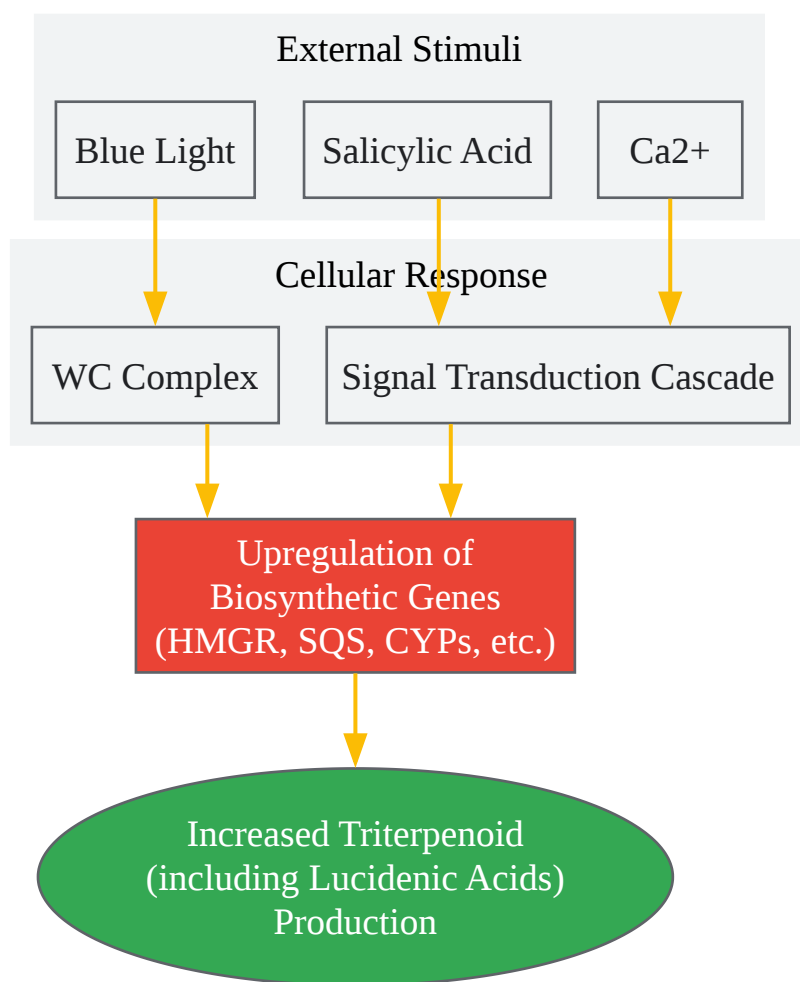 External Stimuli
Blue Light
Salicylic Acid
Ca2+
Cellular Response
WC Complex
Signal Transduction Cascade
Upregulation of
Biosynthetic Genes
(HMGR, SQS, CYPs, etc.)
Increased Triterpenoid
(including Lucidenic Acids)
Production